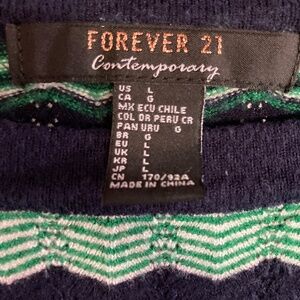 FOREVER 21
Contemporary
US L
CA G
MX ECU CHILE
COL DR PERU CR
PAN URU G
BR G
EU L
UK L
KR L
JP L
CN 170/92A
MADE IN CHINA